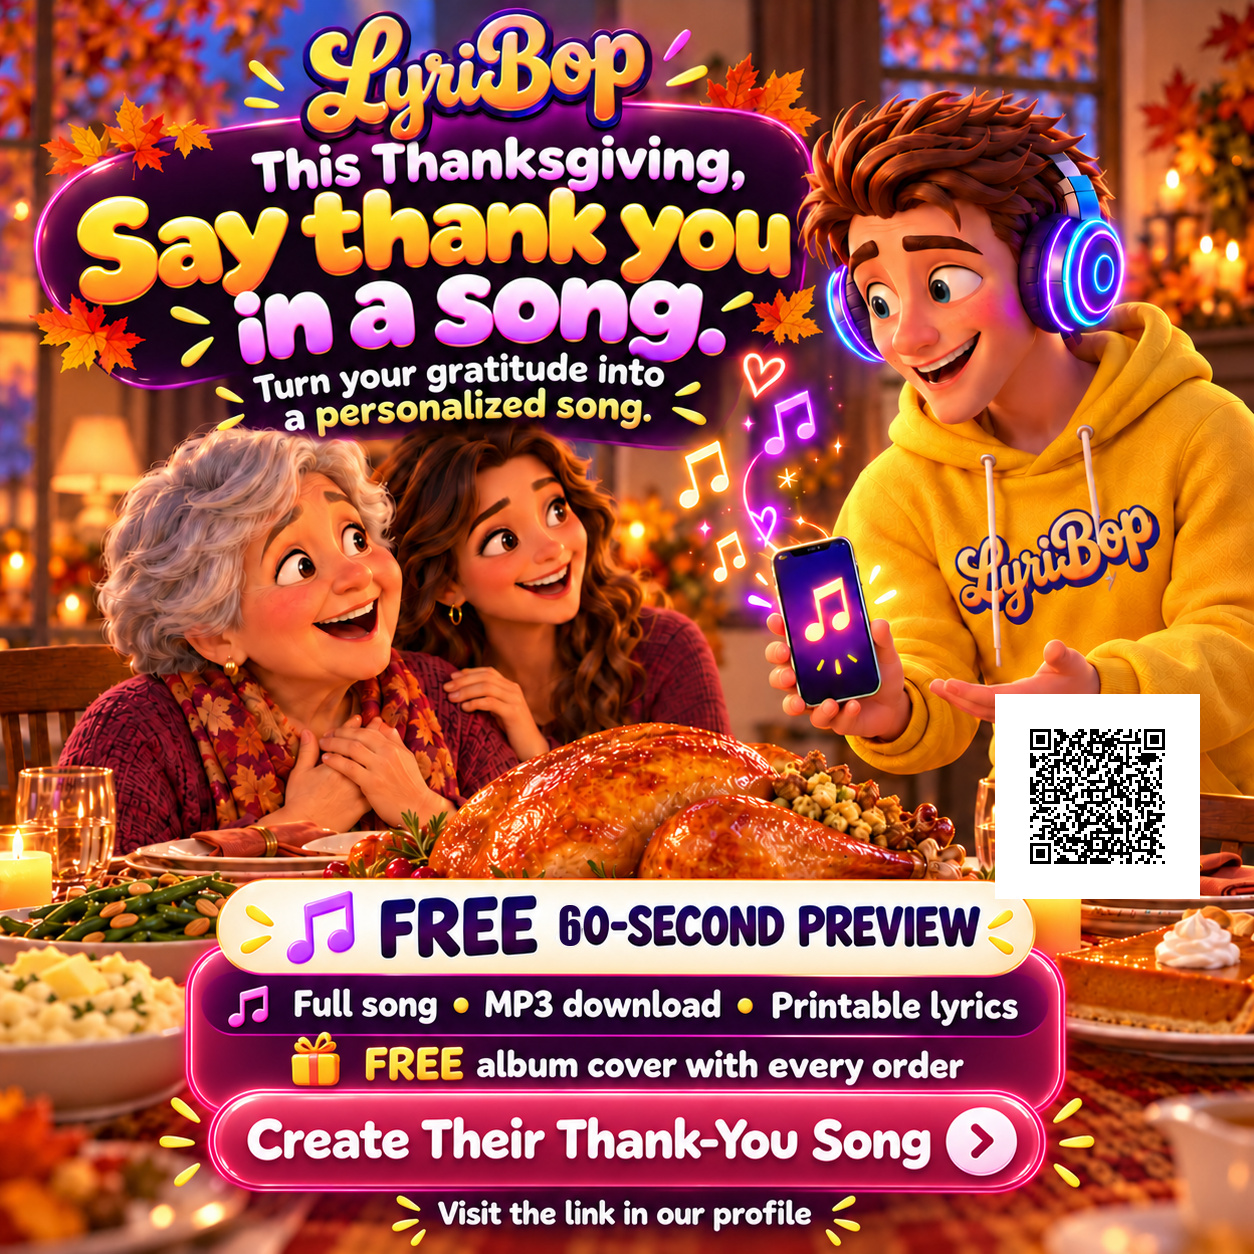 LyriBop
This Thanksgiving,
Say thank you
in a song.
Turn your gratitude into
a personalized song.
LyriBop
FREE 60-SECOND PREVIEW
Full song • MP3 download • Printable lyrics
FREE album cover with every order
Create Their Thank-You Song
Visit the link in our profile